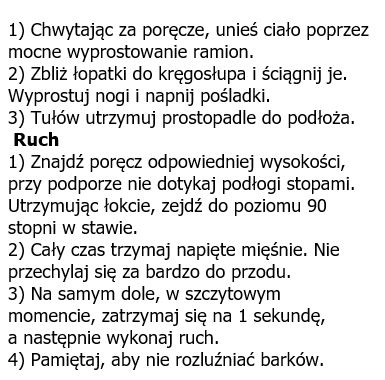 1) Chwytając za poręcze, unieś ciało poprzez
mocne wyprostowanie ramion.
2) Zbliż łopatki do kręgosłupa i ściągnij je.
Wyprostuj nogi i napnij pośladki.
3) Tułów utrzymuj prostopadle do podłoża.
Ruch
1) Znajdź poręcz odpowiedniej wysokości,
przy podporze nie dotykaj podłogi stopami.
Utrzymując łokcie, zejdź do poziomu 90
stopni w stawie.
2) Cały czas trzymaj napięte mięśnie. Nie
przechylaj się za bardzo do przodu.
3) Na samym dole, w szczytowym
momencie, zatrzymaj się na 1 sekundę,
a następnie wykonaj ruch.
4) Pamiętaj, aby nie rozluźniać barków.